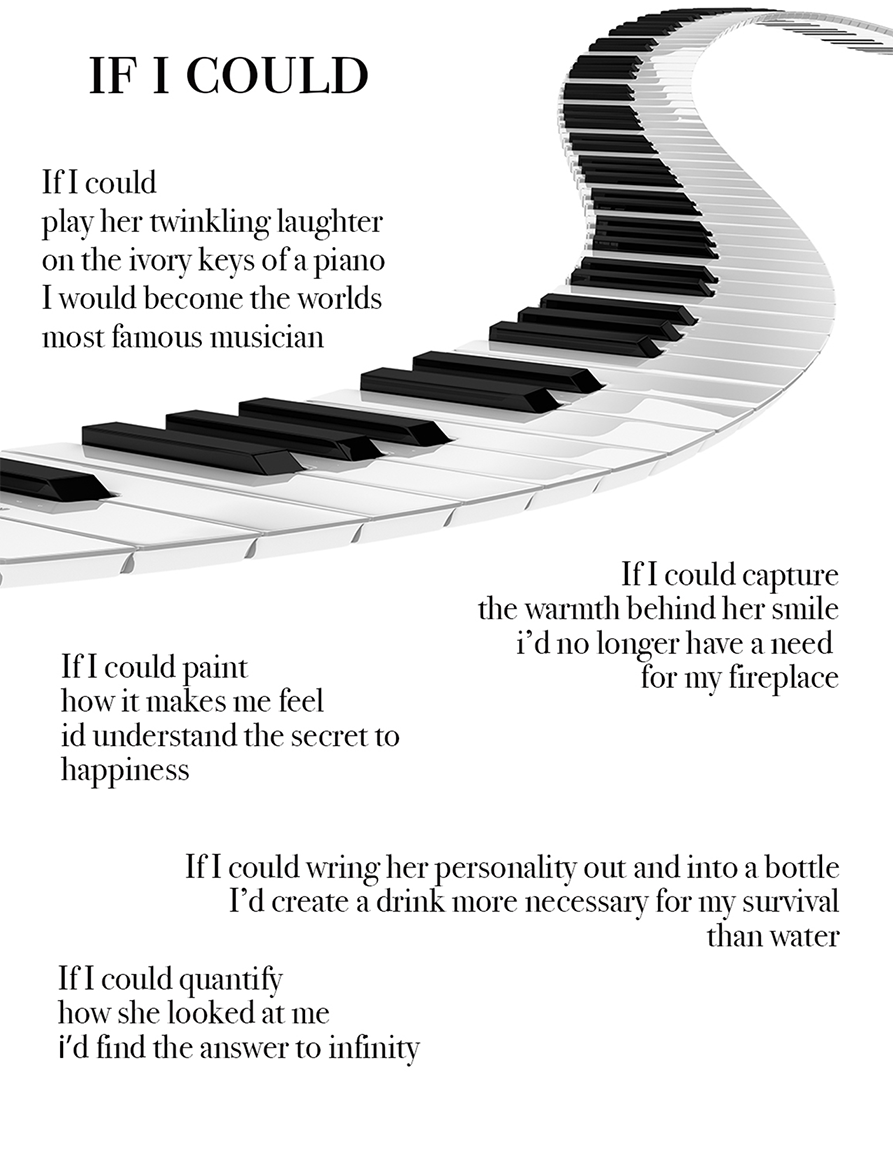 IF I COULD
If I could
play her twinkling laughter
on the ivory keys of a piano
I would become the worlds
most famous musician
If I could capture
the warmth behind her smile
i’d no longer have a need
for my fireplace
If I could paint
how it makes me feel
id understand the secret to
happiness
If I could wring her personality out and into a bottle
I’d create a drink more necessary for my survival
than water
If I could quantify
how she looked at me
i'd find the answer to infinity